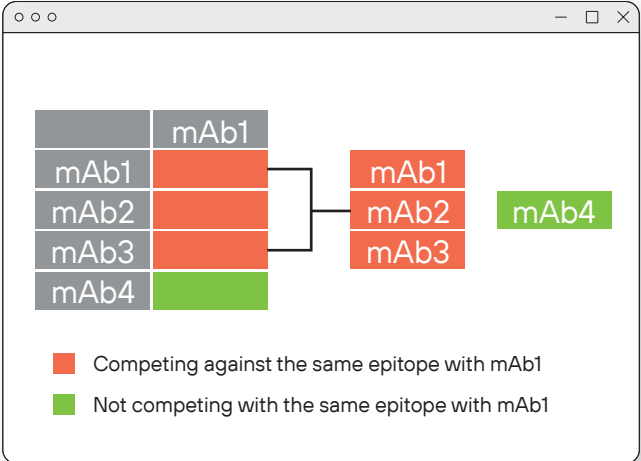 mAb1
mAb1
mAb1
mAb2
mAb2
mAb4
mAb3
mAb3
mAb4
Competing against the same epitope with mAb1
Not competing with the same epitope with mAb1